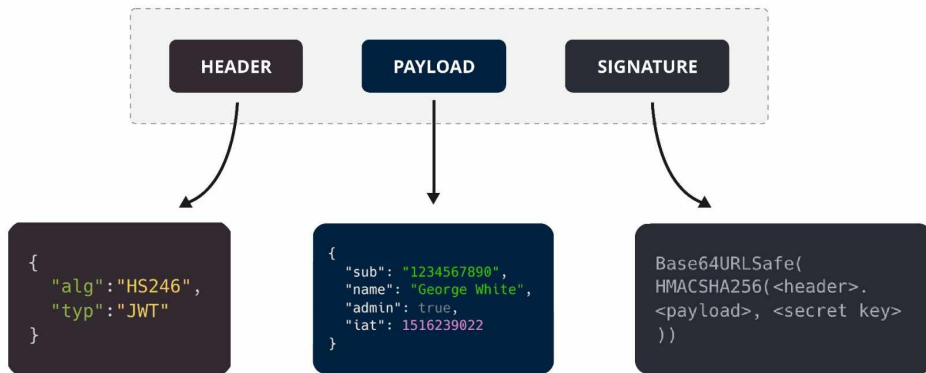 HEADER
PAYLOAD
SIGNATURE
{
"alg":"HS246",
"typ":"JWT"
}
{
"sub": "1234567890",
"name": "George White",
"admin": true,
"iat": 1516239022
}
Base64URLSafe(
HMACSHA256(<header>.
<payload>, <secret key>
))